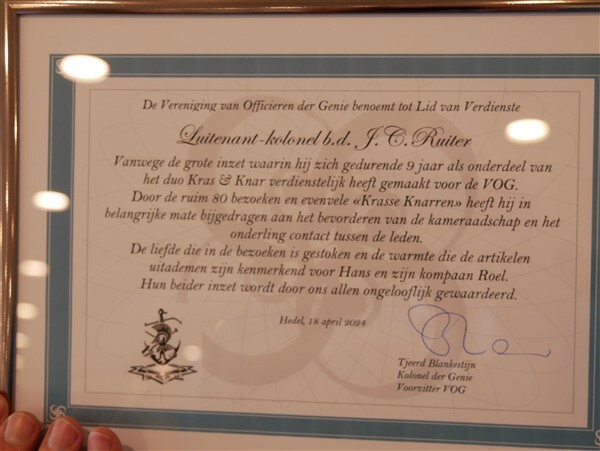 De Vereniging van Officieren der Genie benoemt tot Lid van Verdienste
Luitenant-kolonel b.d. J.C. Ruiter
Vanwege de grote inzet waarin hij zich gedurende 9 jaar als onderdeel van
het duo Kras & Knar verdienstelijk heeft gemaakt voor de VOG.
Door de ruim 80 bezoeken en evenvele «Krasse Knarren» heeft hij in
belangrijke mate bijgedragen aan het bevorderen van de kameraadschap en het
onderling contact tussen de leden.
De liefde die in de bezoeken is gestoken en de warmte die de artikelen
uitademen zijn kenmerkend voor Hans en zijn kompaan Roel.
Hun beider inzet wordt door ons allen ongelooflijk gewaardeerd.
Hedel, 18 april 2024
Tjeerd Blankestijn
Kolonel der Genie
Voorzitter VOG